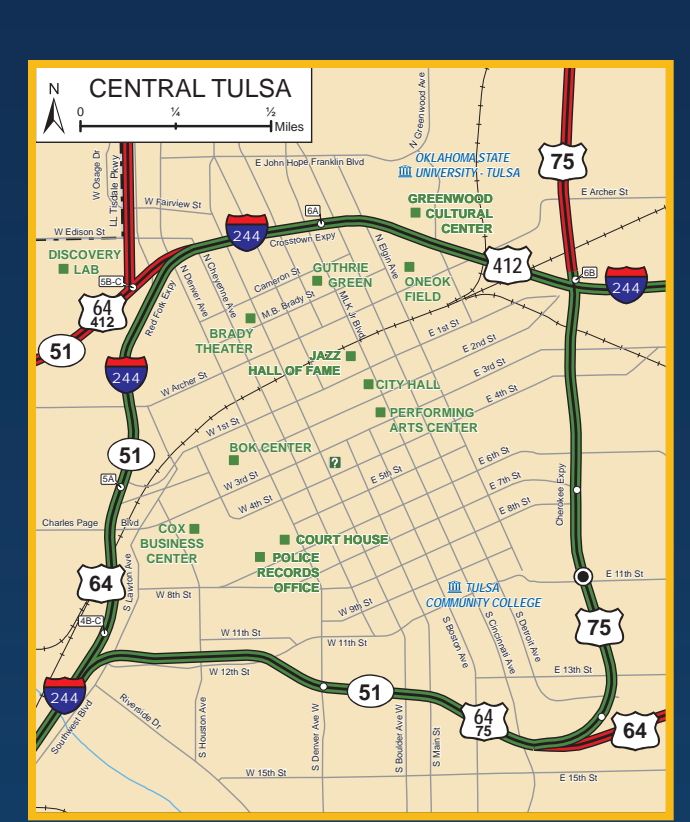 N
CENTRAL TULSA
0 ¼ ½
Miles
N Greenwood Ave
W Osage Dr
LL Tisdale Pkwy
E John Hope Franklin Blvd
OKLAHOMA STATE
UNIVERSITY - TULSA
75
E Archer St
W Fairview St
GREENWOOD
CULTURAL
CENTER
6A
W Edison St
244
Crosstown Expy
N Elgin Ave
DISCOVERY
LAB
5B-C
N Denver Ave
N Cheyenne Ave
Cameron St
GUTHRIE
GREEN
ONEOK
FIELD
412
6B
244
64
412
Red Fork Expy
M.B. Brady St
MLK Jr Blvd
BRADY
THEATER
E 1st St
E 2nd St
51
JAZZ
HALL OF FAME
E 3rd St
244
W Archer St
CITY HALL
E 4th St
PERFORMING
ARTS CENTER
W 1st St
51
BOK CENTER
?
E 6th St
5A
W 3rd St
E 5th St
E 7th St
W 4th St
E 8th St
Cherokee Expy
Charles Page Blvd
COX
BUSINESS
CENTER
COURT HOUSE
POLICE
RECORDS
OFFICE
64
S Lawton Ave
W 8th St
E 11th St
TULSA
COMMUNITY COLLEGE
W 9th St
4B-C
75
W 11th St
W 11th St
S Boston Ave
S Cincinnati Ave
S Detroit Ave
W 12th St
E 13th St
244
51
Southwest Blvd
Riverside Dr
S Houston Ave
S Denver Ave W
S Boulder Ave W
S Main St
64
75
64
W 15th St
E 15th St